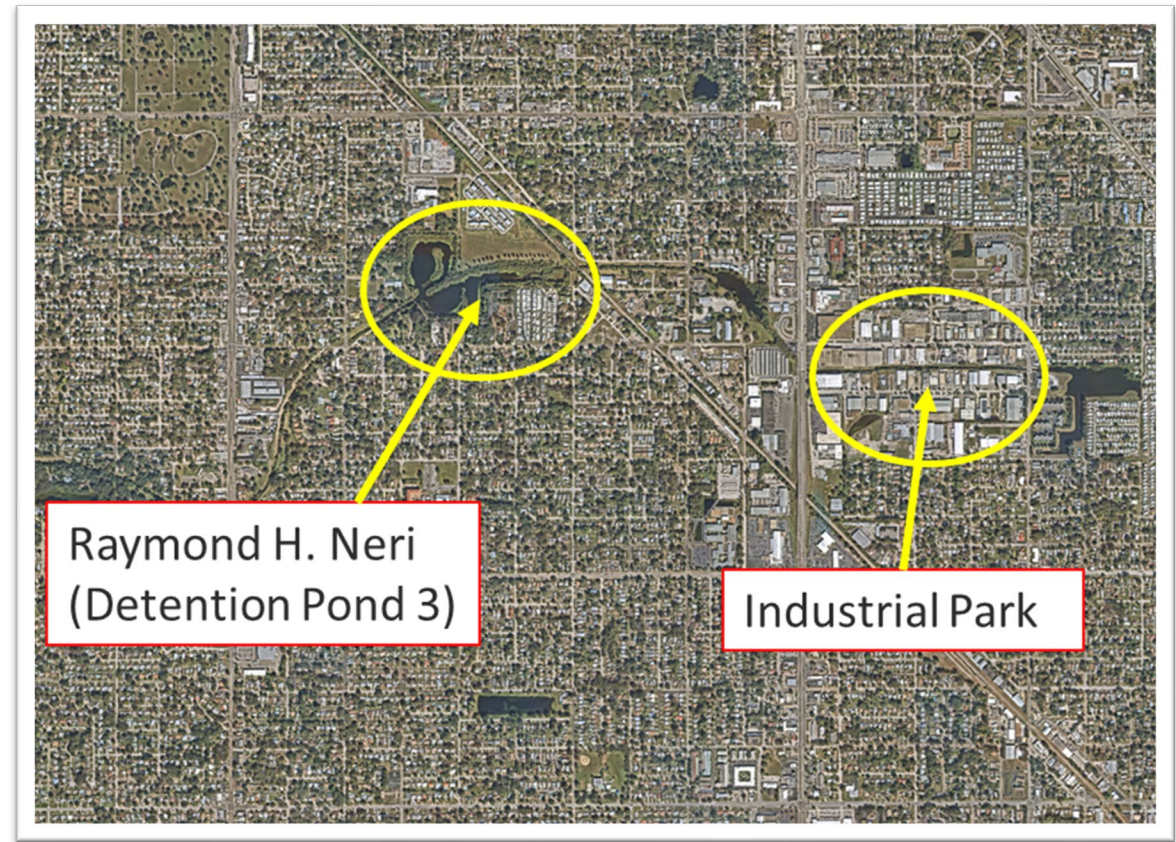 Raymond H. Neri
(Detention Pond 3)
Industrial Park